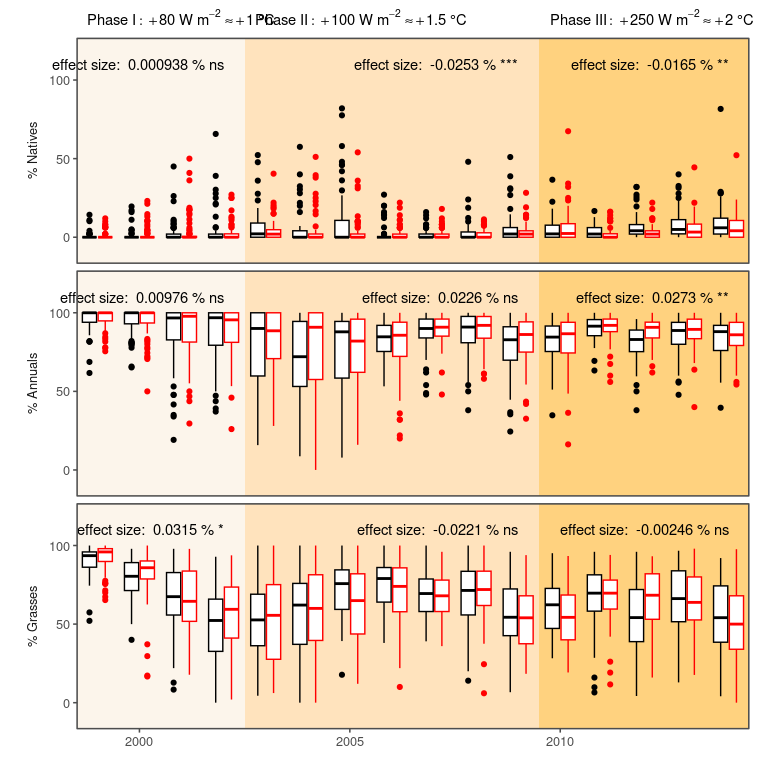 Phase I: +80 W m−2 ≈+1 °C Phase II: +100 W m−2 ≈+1.5 °C Phase III: +250 W m−2 ≈+2 °C
effect size: 0.000938 % ns effect size: -0.0253 % *** effect size: -0.0165 % **
100
50
0
% Natives
effect size: 0.00976 % ns effect size: 0.0226 % ns effect size: 0.0273 % **
100
50
0
% Annuals
effect size: 0.0315 % * effect size: -0.0221 % ns effect size: -0.00246 % ns
100
50
0
% Grasses
2000 2005 2010